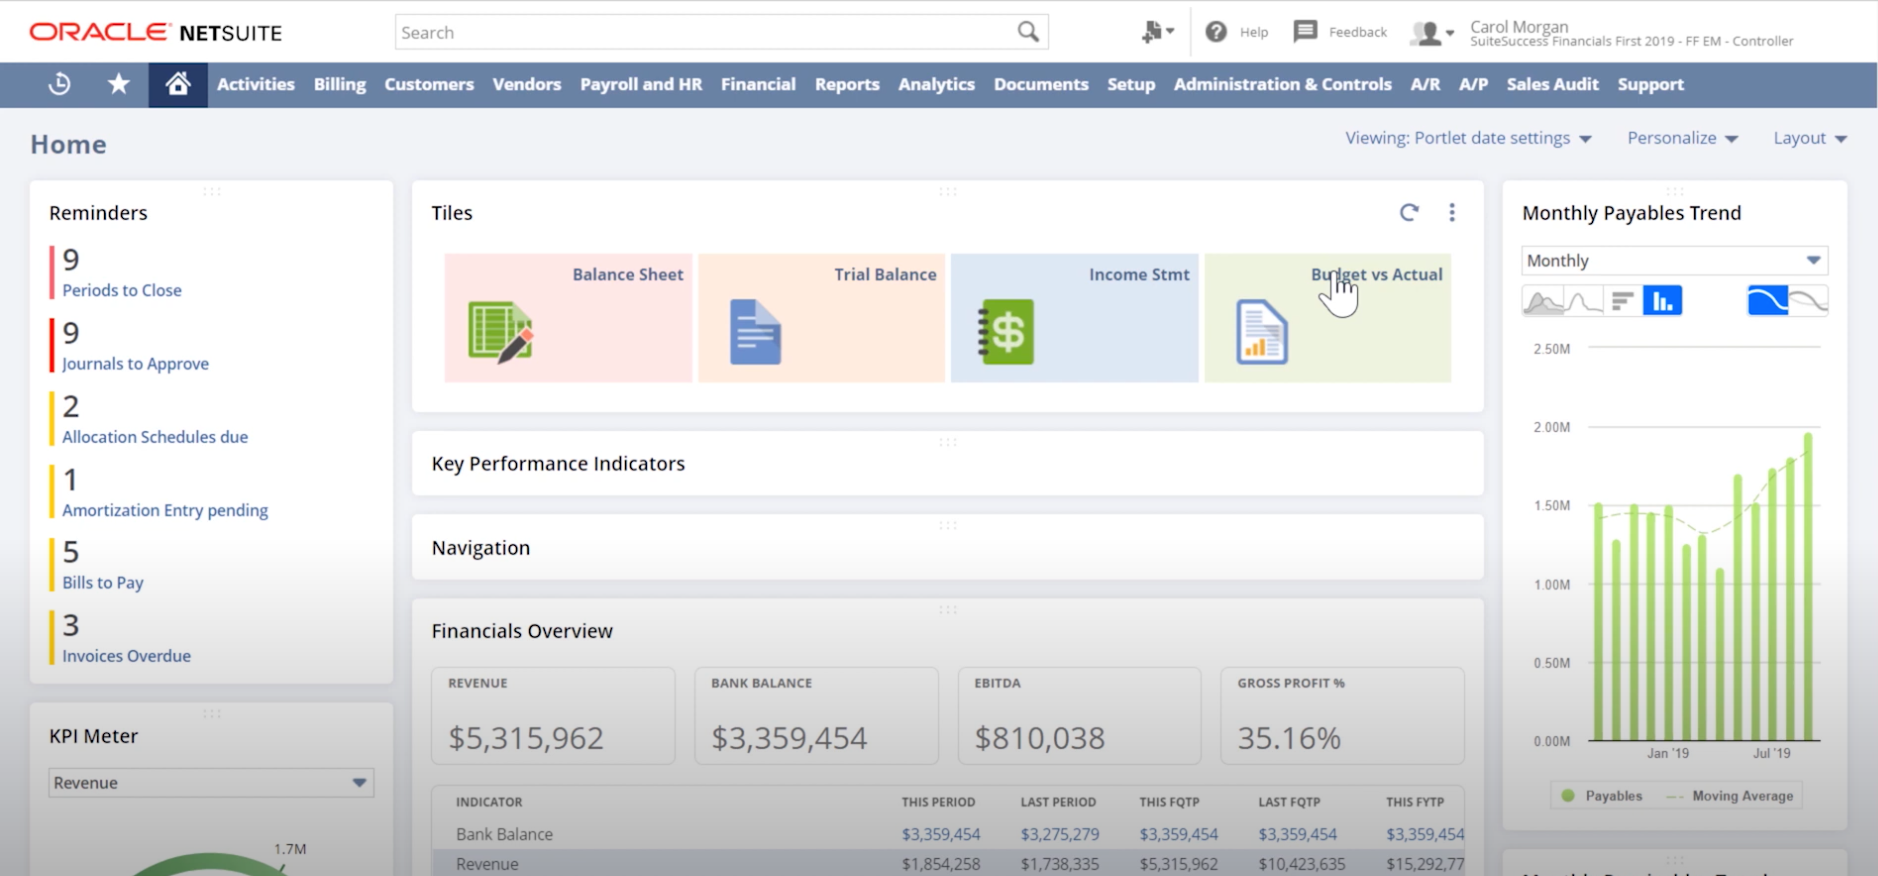 ORACLE NETSUITE
Search
Help
Feedback
Carol Morgan
SuiteSuccess Financials First 2019 - FF EM - Controller
Activities Billing Customers Vendors Payroll and HR Financial Reports Analytics Documents Setup Administration & Controls A/R A/P Sales Audit Support
Home
Viewing: Portlet date settings
Personalize
Layout
Reminders
9
Periods to Close
9
Journals to Approve
2
Allocation Schedules due
1
Amortization Entry pending
5
Bills to Pay
3
Invoices Overdue
KPI Meter
Revenue
1.7M
Tiles
Balance Sheet
Trial Balance
Income Stmt
Budget vs Actual
Key Performance Indicators
Navigation
Financials Overview
REVENUE
$5,315,962
BANK BALANCE
$3,359,454
EBITDA
$810,038
GROSS PROFIT %
35.16%
INDICATOR THIS PERIOD LAST PERIOD THIS FQTP LAST FQTP THIS FYTP
Bank Balance $3,359,454 $3,275,279 $3,359,454 $3,359,454 $3,359,454
Revenue $1,854,258 $1,738,335 $5,315,962 $10,423,635 $15,292,77
Monthly Payables Trend
Monthly
2.50M
2.00M
1.50M
1.00M
0.50M
0.00M
Jan '19 Jul '19
Payables Moving Average